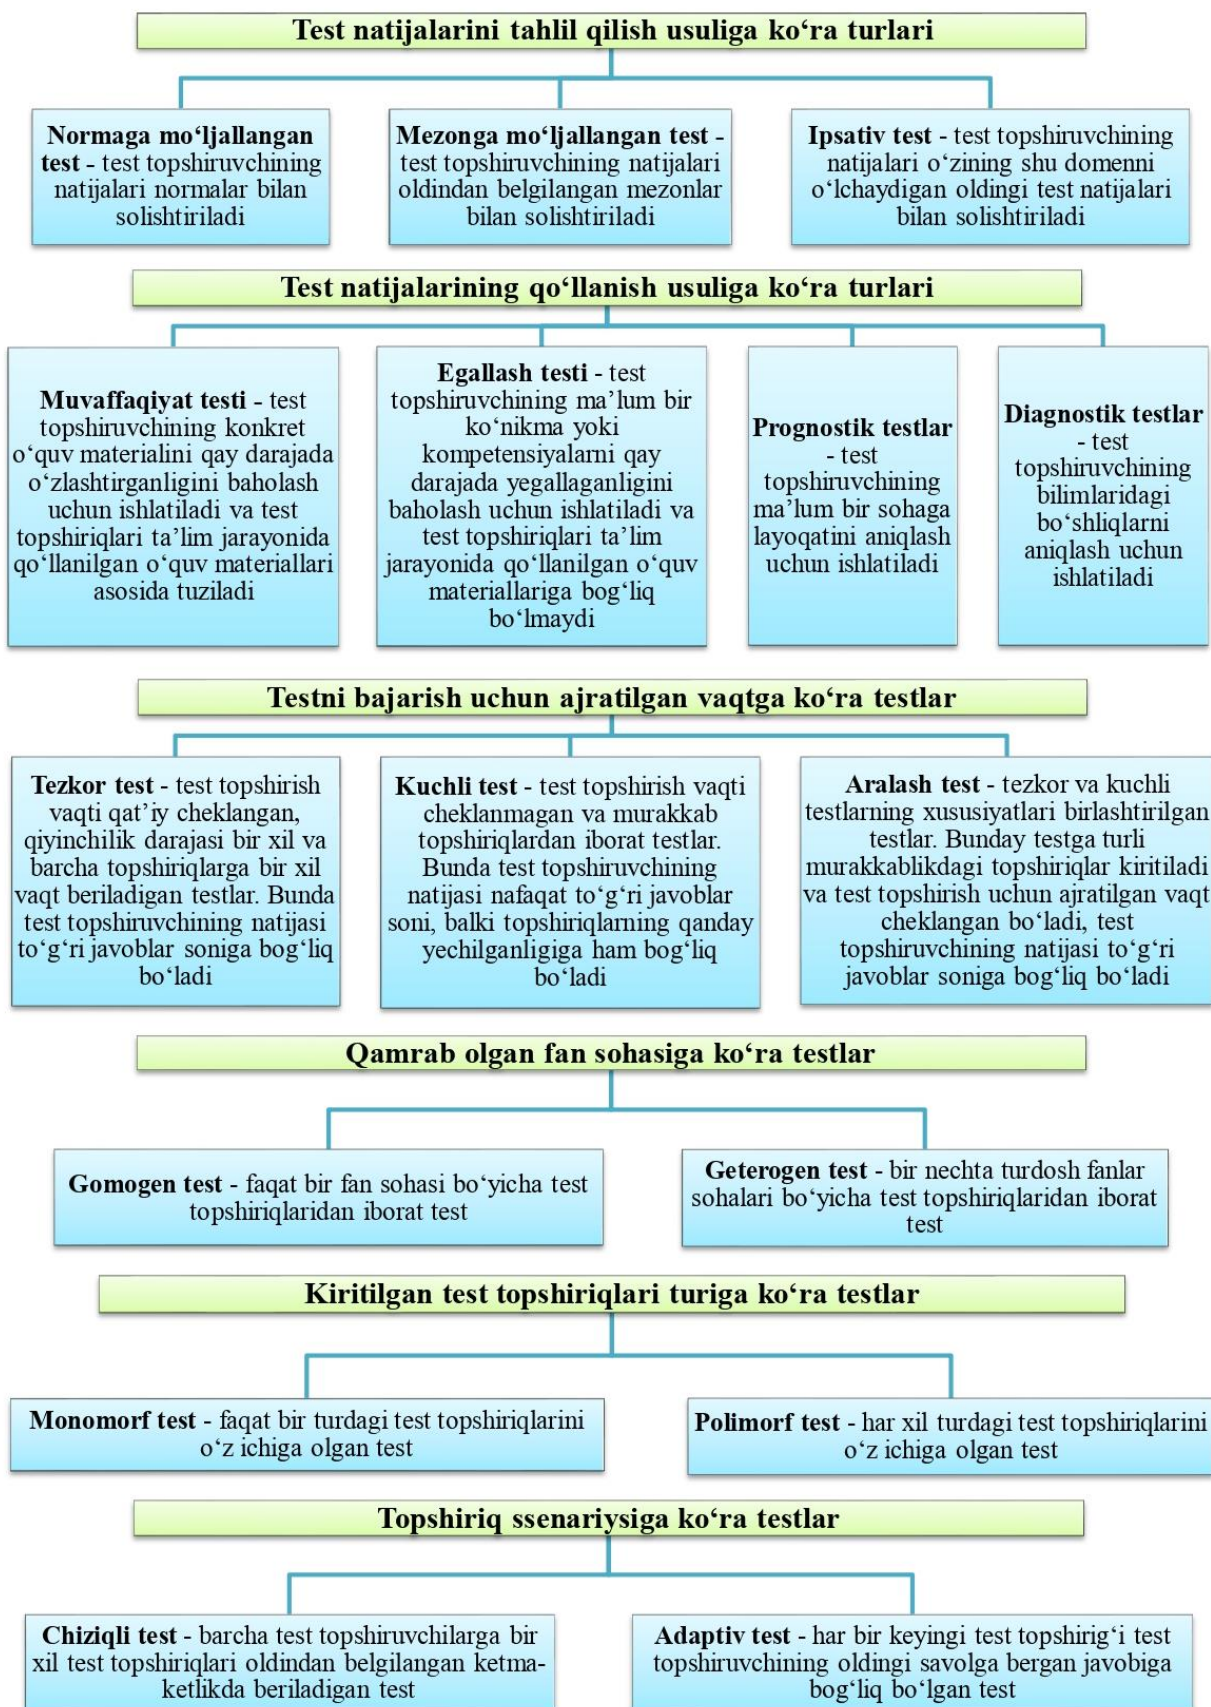 Test natijalarini tahlil qilish usuliga ko‘ra turlari
Normaga mo‘ljallangan
test - test topshiruvchining
natijalari normalar bilan
solishtiriladi
Mezonga mo‘ljallangan test -
test topshiruvchining natijalari
oldindan belgilangan mezonlar
bilan solishtiriladi
Ipsativ test - test topshiruvchining
natijalari o‘zining shu domenni
o‘lchaydigan oldingi test natijalari
bilan solishtiriladi
Test natijalarining qo‘llanish usuliga ko‘ra turlari
Muvaffaqiyat testi - test
topshiruvchining konkret
o‘quv materialini qay darajada
o‘zlashtirganligini baholash
uchun ishlatiladi va test
topshiriqlari ta’lim jarayonida
qo‘llanilgan o‘quv materiallari
asosida tuziladi
Egallash testi - test
topshiruvchining ma’lum bir
ko‘nikma yoki
kompetensiyalarni qay
darajada yegallaganligini
baholash uchun ishlatiladi va
test topshiriqlari ta’lim
jarayonida qo‘llanilgan o‘quv
materiallariga bog‘liq
bo‘lmaydi
Prognostik testlar
- test
topshiruvchining
ma’lum bir sohaga
layoqatini aniqlash
uchun ishlatiladi
Diagnostik testlar
- test
topshiruvchining
bilimlaridagi
bo‘shliqlarni
aniqlash uchun
ishlatiladi
Testni bajarish uchun ajratilgan vaqtga ko‘ra testlar
Tezkor test - test topshirish
vaqti qat’iy cheklangan,
qiyinchilik darajasi bir xil va
barcha topshiriqlarga bir xil
vaqt beriladigan testlar. Bunda
test topshiruvchining natijasi
to‘g‘ri javoblar soniga bog‘liq
bo‘ladi
Kuchli test - test topshirish vaqti
cheklanmagan va murakkab
topshiriqlardan iborat testlar.
Bunda test topshiruvchining
natijasi nafaqat to‘g‘ri javoblar
soni, balki topshiriqlarning qanday
yechilganligiga ham bog‘liq
bo‘ladi
Aralash test - tezkor va kuchli
testlarning xususiyatlari birlashtirilgan
testlar. Bunday testga turli
murakkablikdagi topshiriqlar kiritiladi
va test topshirish uchun ajratilgan vaqt
cheklangan bo‘ladi, test
topshiruvchining natijasi to‘g‘ri
javoblar soniga bog‘liq bo‘ladi
Qamrab olgan fan sohasiga ko‘ra testlar
Gomogen test - faqat bir fan sohasi bo‘yicha test
topshiriqlaridan iborat test
Geterogen test - bir nechta turdosh fanlar
sohalari bo‘yicha test topshiriqlaridan iborat
test
Kiritilgan test topshiriqlari turiga ko‘ra testlar
Monomorf test - faqat bir turdagi test topshiriqlarini
o‘z ichiga olgan test
Polimorf test - har xil turdagi test topshiriqlarini
o‘z ichiga olgan test
Topshiriq ssenariysiga ko‘ra testlar
Chiziqli test - barcha test topshiruvchilarga bir
xil test topshiriqlari oldindan belgilangan ketma-
ketlikda beriladigan test
Adaptiv test - har bir keyingi test topshirig‘i test
topshiruvchining oldingi savolga bergan javobiga
bog‘liq bo‘lgan test